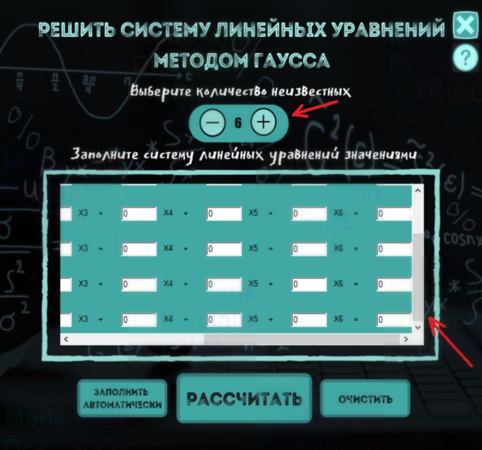 РЕШИТЬ СИСТЕМУ ЛИНЕЙНЫХ УРАВНЕНИЙ
МЕТОДОМ ГАУССА
Выберите количество неизвестных
− 6 +
Заполните систему линейных уравнений значениями
X3 + 0 X4 + 0 X5 + 0 X6 = 0
X3 + 0 X4 + 0 X5 + 0 X6 = 0
X3 + 0 X4 + 0 X5 + 0 X6 = 0
X3 + 0 X4 + 0 X5 + 0 X6 = 0
ЗАПОЛНИТЬ
АВТОМАТИЧЕСКИ
РАССЧИТАТЬ
ОЧИСТИТЬ